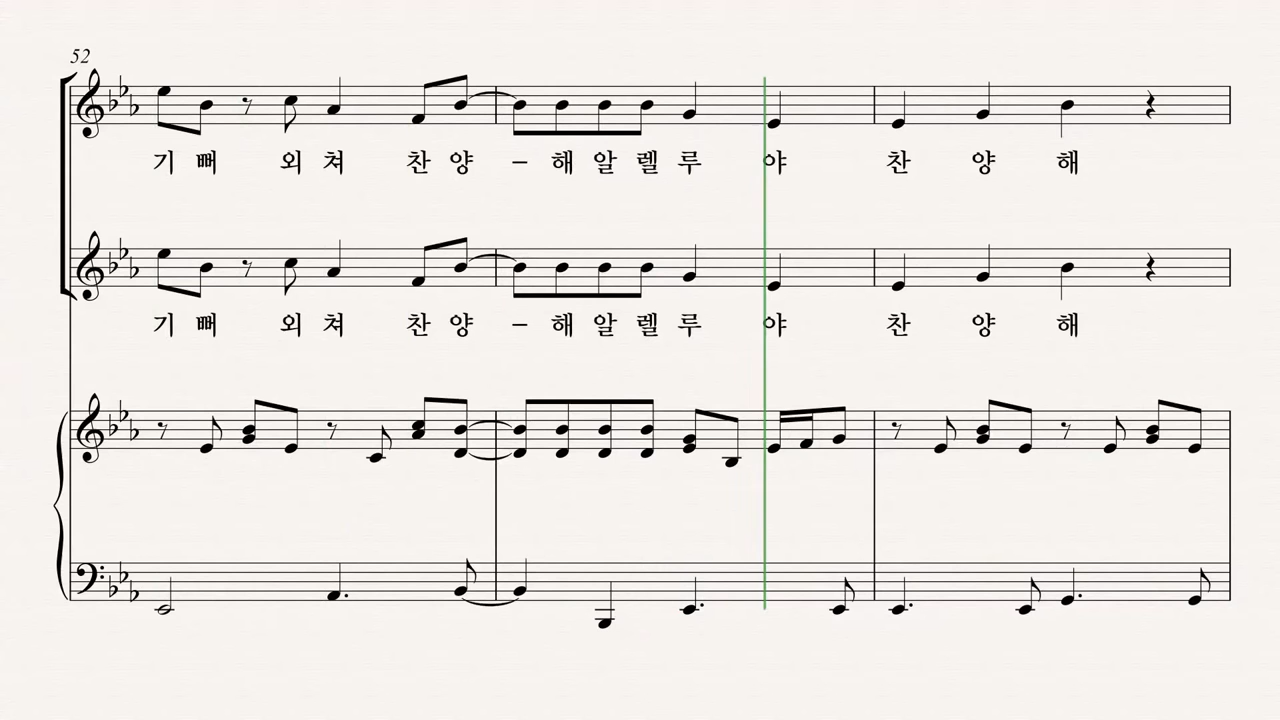 52
기 뻐 외 쳐 찬 양 – 해 알 렐 루 야 찬 양 해
기 뻐 외 쳐 찬 양 – 해 알 렐 루 야 찬 양 해